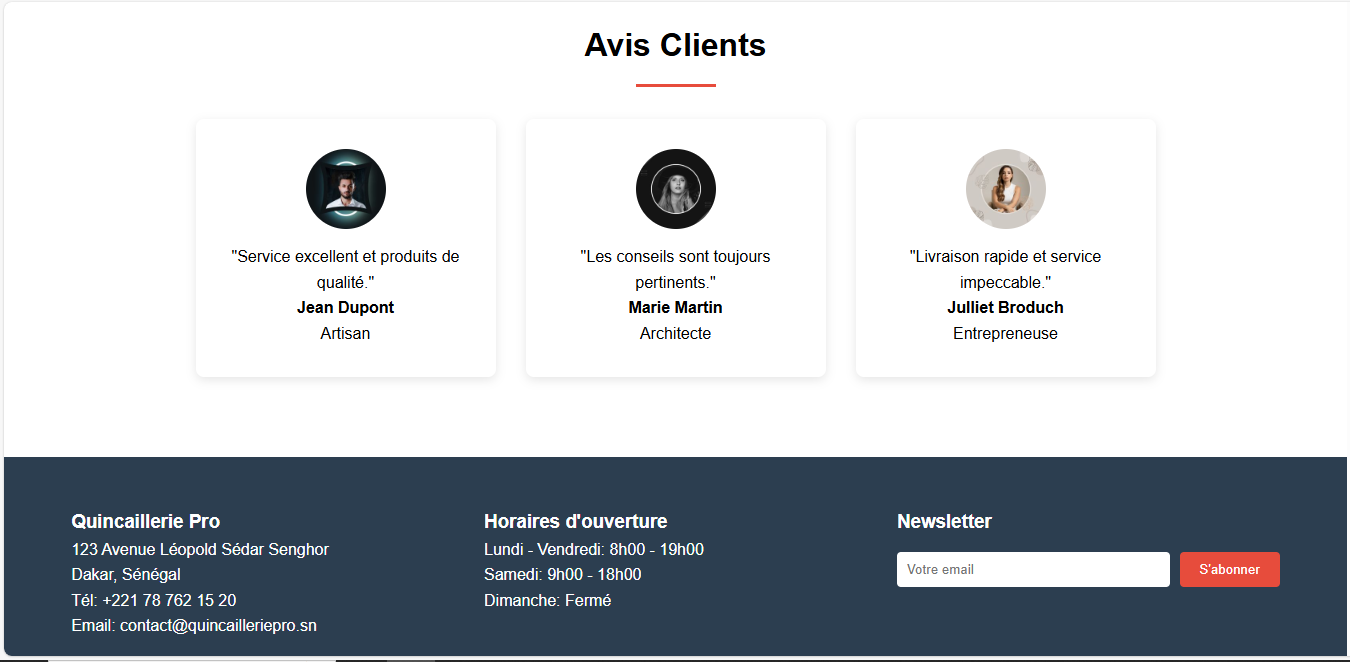 Avis Clients
"Service excellent et produits de
qualité."
Jean Dupont
Artisan
"Les conseils sont toujours
pertinents."
Marie Martin
Architecte
"Livraison rapide et service
impeccable."
Julliet Broduch
Entrepreneuse
Quincaillerie Pro
123 Avenue Léopold Sédar Senghor
Dakar, Sénégal
Tél: +221 78 762 15 20
Email: contact@quincailleriepro.sn
Horaires d'ouverture
Lundi - Vendredi: 8h00 - 19h00
Samedi: 9h00 - 18h00
Dimanche: Fermé
Newsletter
Votre email
S'abonner